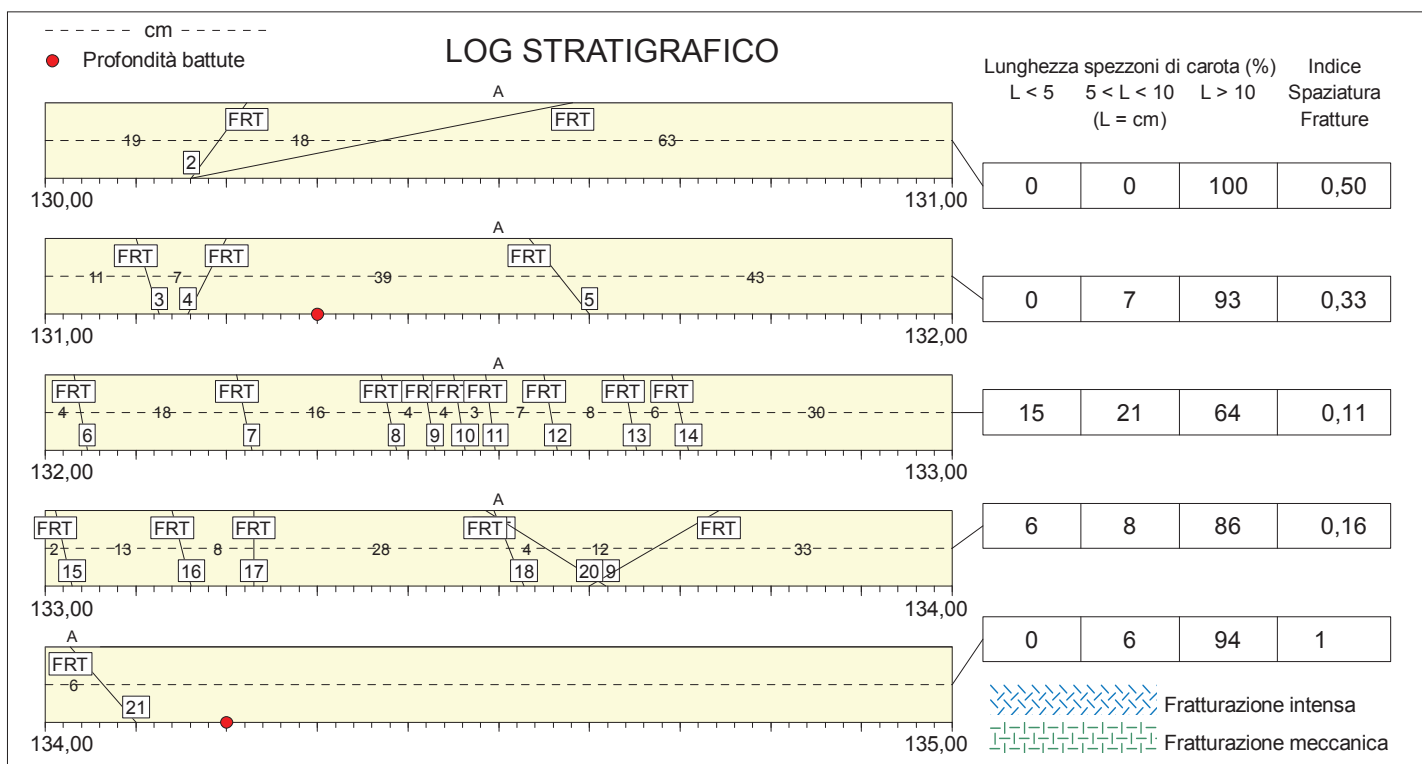 cm
Profondità battute
LOG STRATIGRAFICO
Lunghezza spezzoni di carota (%)
Indice
Spaziatura
Fratture
L < 5
5 < L < 10
L > 10
(L = cm)
A
FRT
FRT
19
18
63
2
130,00
131,00
0
0
100
0,50
A
FRT
FRT
FRT
11
7
39
43
3
4
5
131,00
132,00
0
7
93
0,33
A
FRT
FRT
FRT
FRT
FRT
FRT
FRT
FRT
4
18
16
4
4
3
7
8
6
30
6
7
8
9
10
11
12
13
14
132,00
133,00
15
21
64
0,11
A
FRT
FRT
FRT
FRT
FRT
2
13
8
28
4
12
33
15
16
17
18
20
9
133,00
134,00
6
8
86
0,16
A
FRT
6
21
134,00
135,00
0
6
94
1
Fratturazione intensa
Fratturazione meccanica